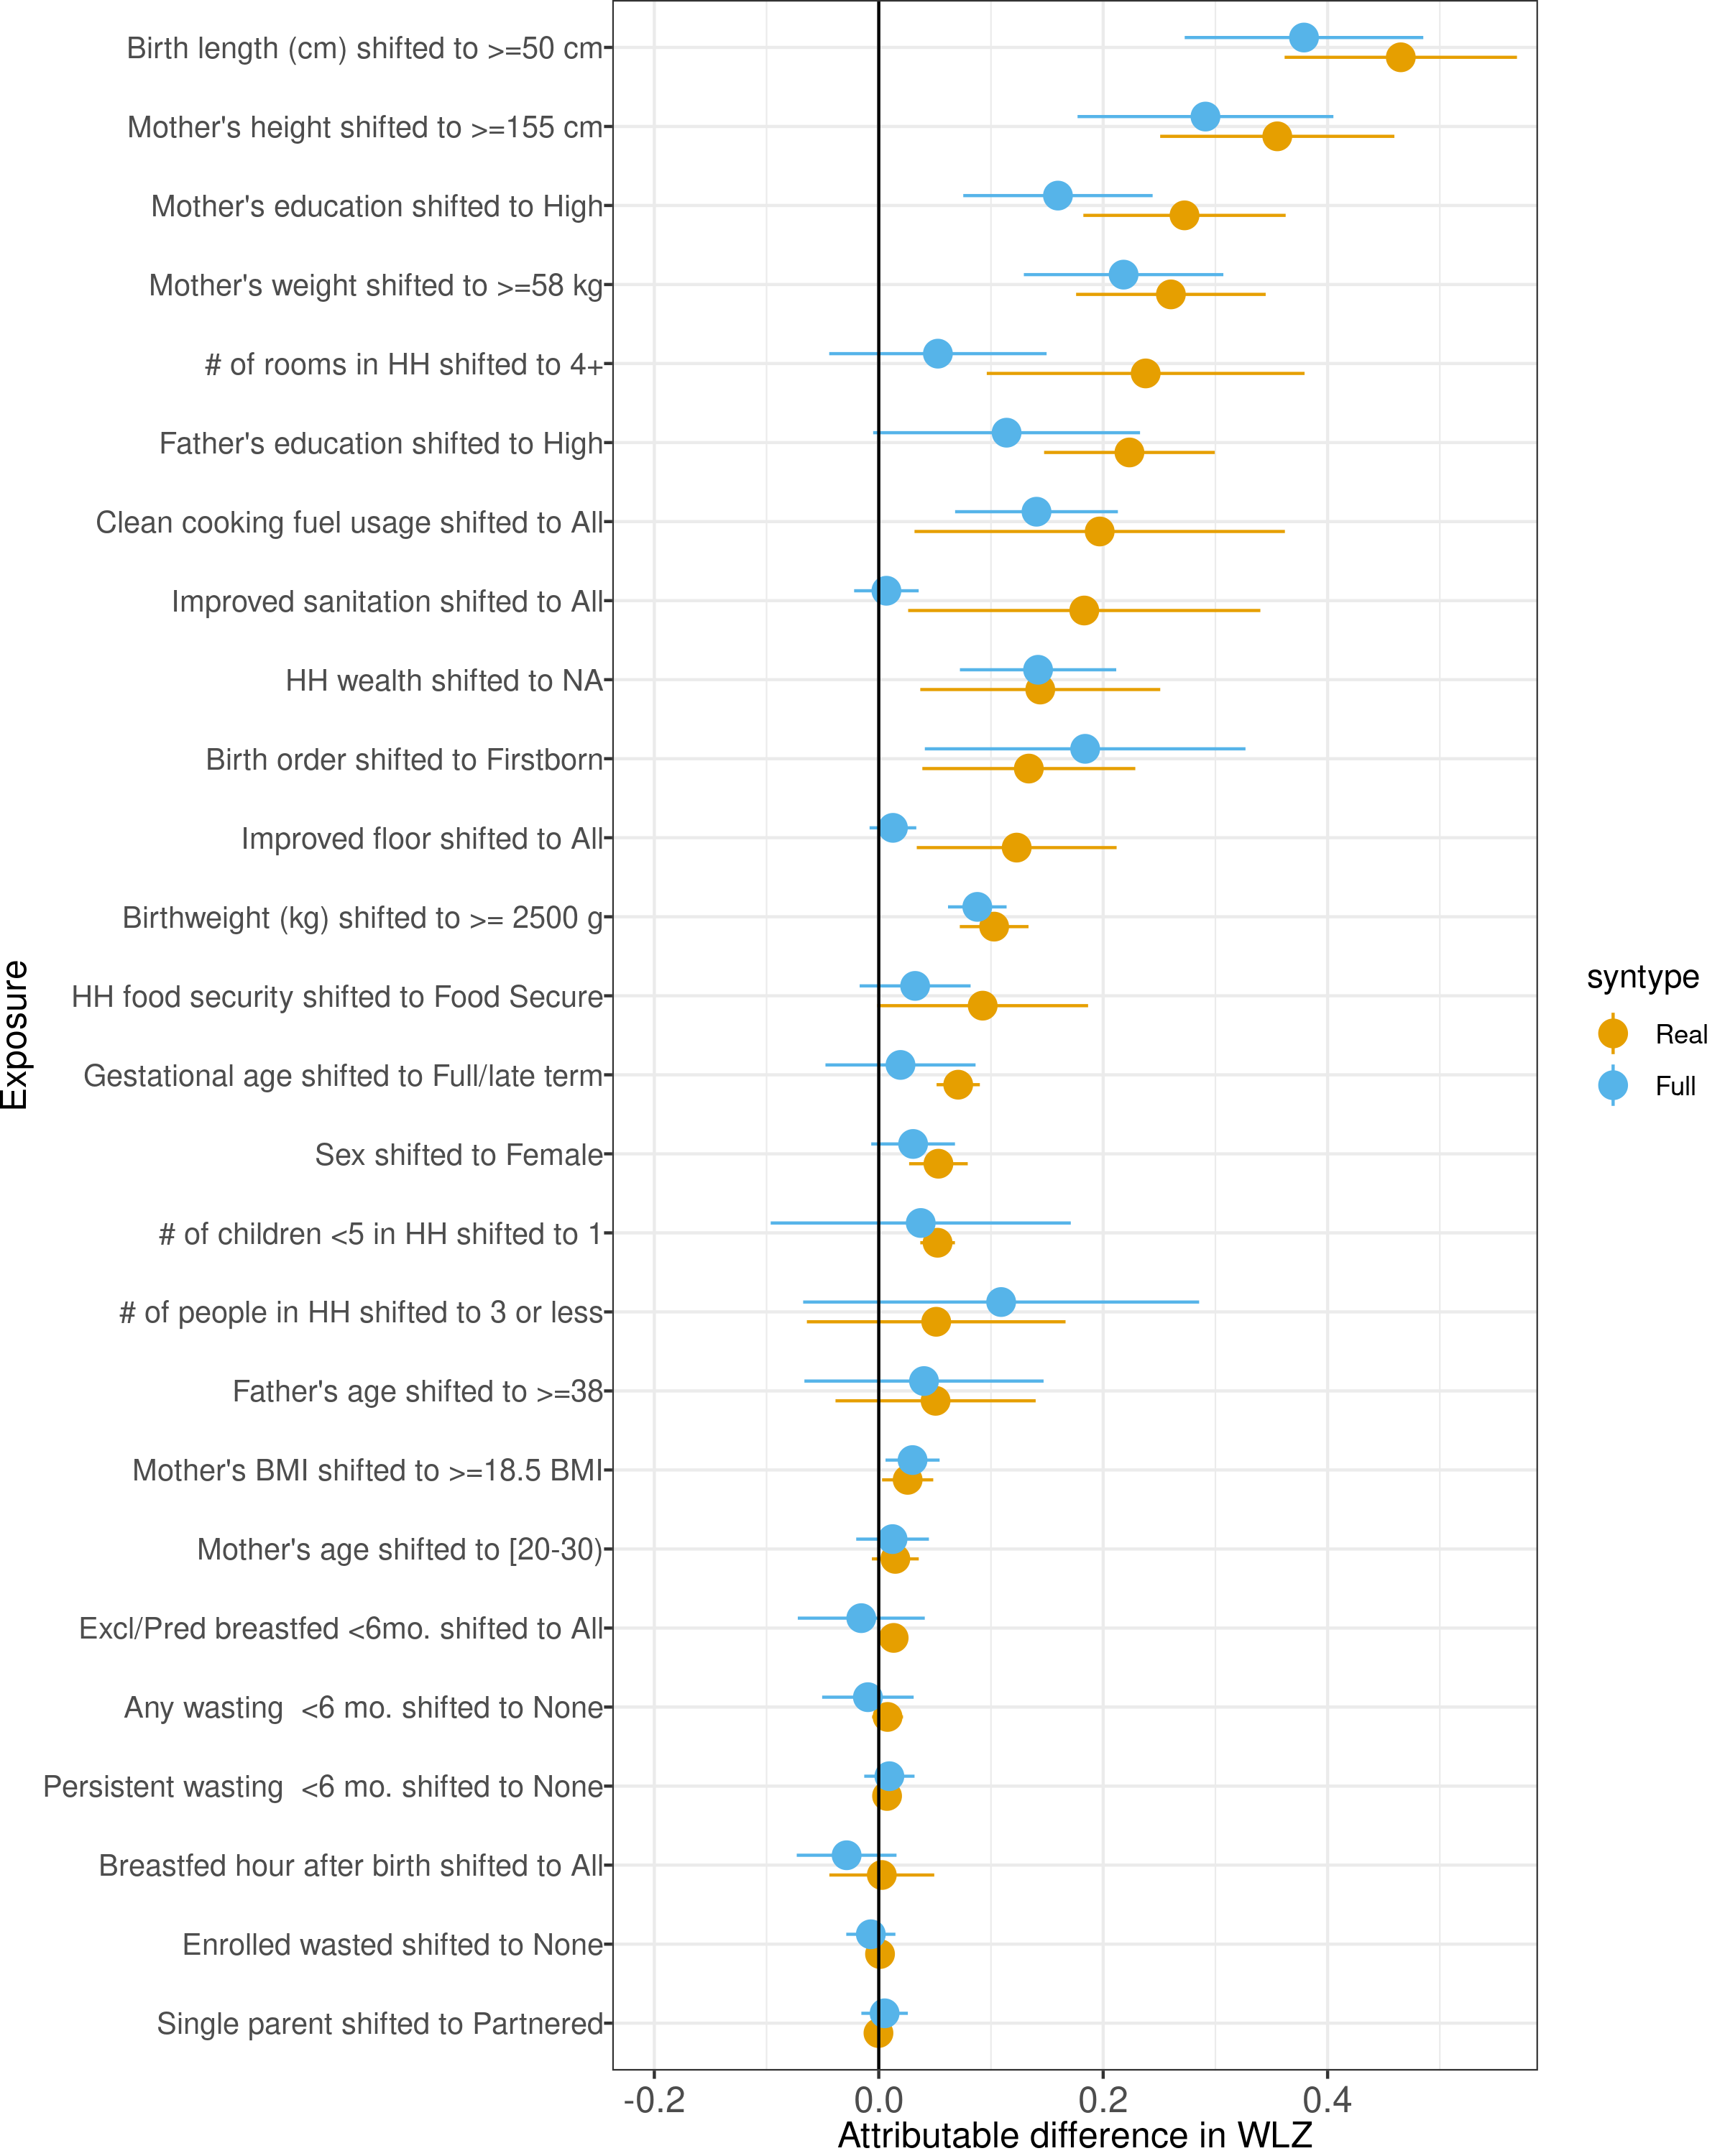 Birth length (cm) shifted to >=50 cm
Mother's height shifted to >=155 cm
Mother's education shifted to High
Mother's weight shifted to >=58 kg
# of rooms in HH shifted to 4+
Father's education shifted to High
Clean cooking fuel usage shifted to All
Improved sanitation shifted to All
HH wealth shifted to NA
Birth order shifted to Firstborn
Improved floor shifted to All
Birthweight (kg) shifted to >= 2500 g
HH food security shifted to Food Secure
Gestational age shifted to Full/late term
Sex shifted to Female
# of children <5 in HH shifted to 1
# of people in HH shifted to 3 or less
Father's age shifted to >=38
Mother's BMI shifted to >=18.5 BMI
Mother's age shifted to [20-30)
Excl/Pred breastfed <6mo. shifted to All
Any wasting  <6 mo. shifted to None
Persistent wasting  <6 mo. shifted to None
Breastfed hour after birth shifted to All
Enrolled wasted shifted to None
Single parent shifted to Partnered
Exposure
-0.2 0.0 0.2 0.4
Attributable difference in WLZ
syntype
Real
Full